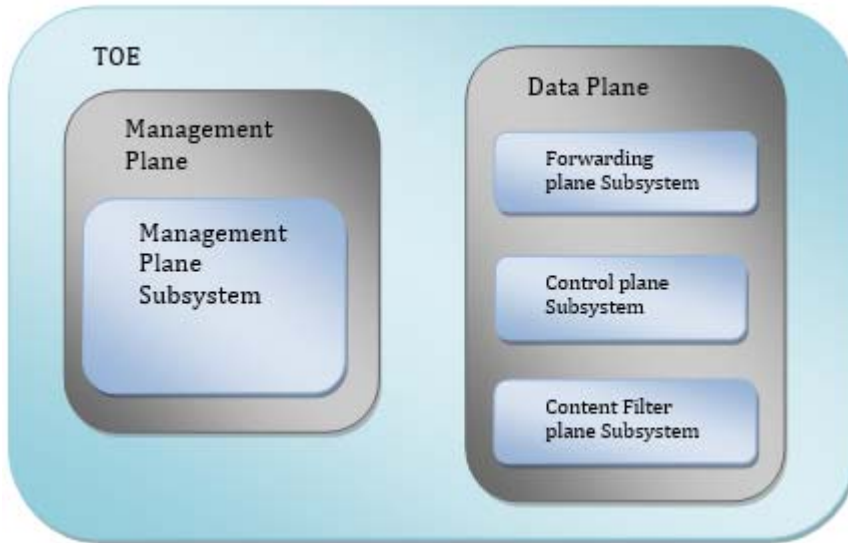 TOE
Management
Plane
Management
Plane
Subsystem
Data Plane
Forwarding
plane Subsystem
Control plane
Subsystem
Content Filter
plane Subsystem